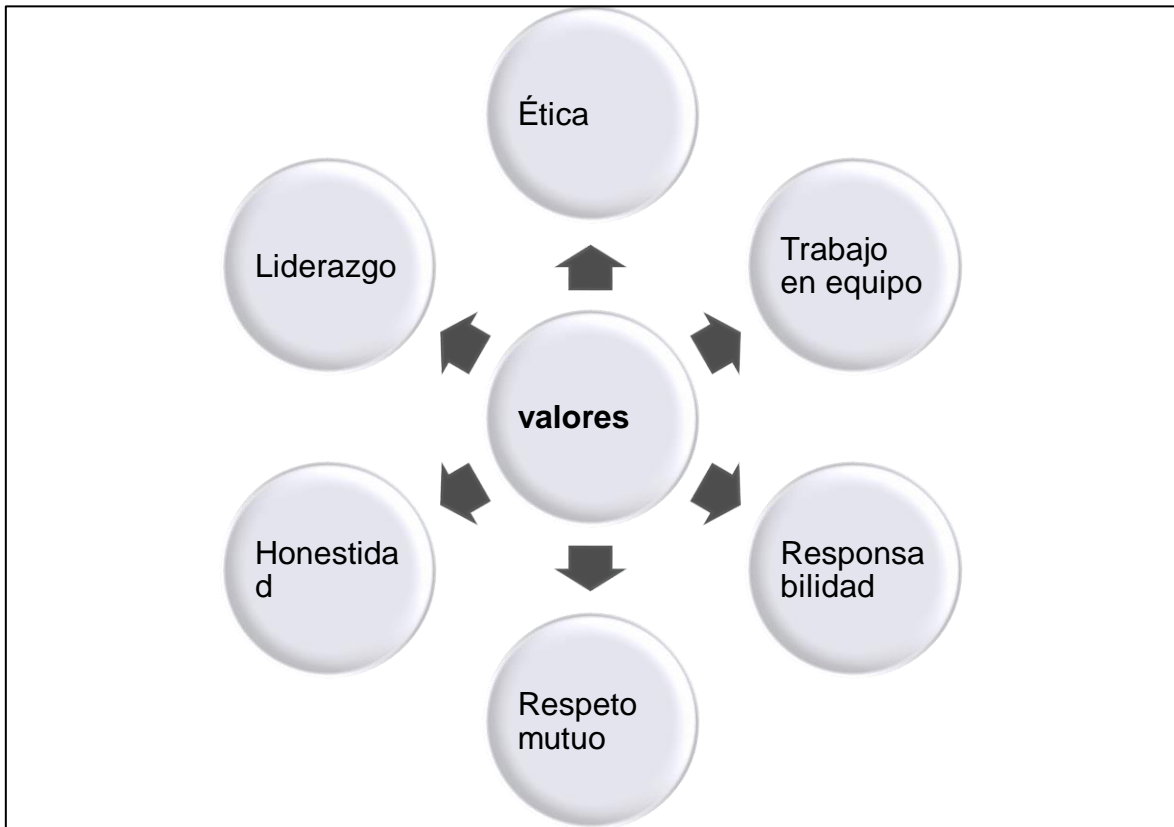 Ética
Liderazgo
Trabajo
en equipo
valores
Honestida
d
Responsa
bilidad
Respeto
mutuo